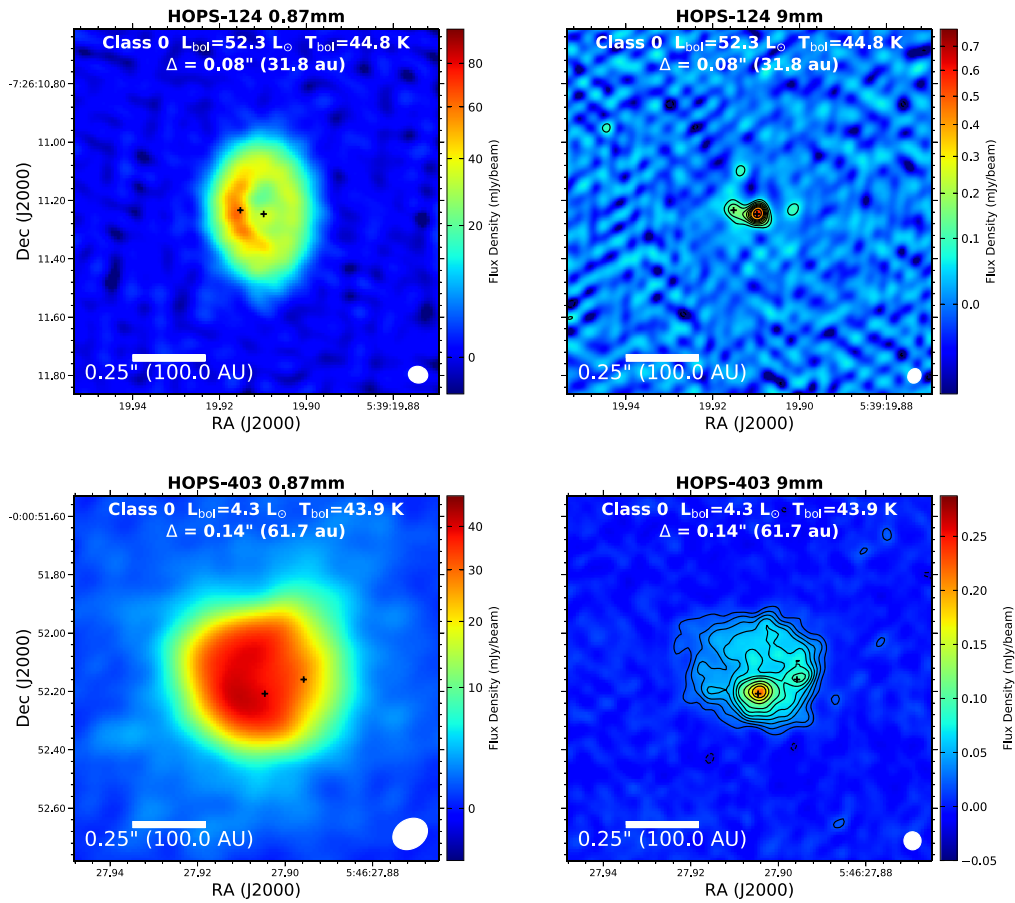 HOPS-124 0.87mm
Class 0 L_bol=52.3 L_⊙ T_bol=44.8 K
Δ = 0.08" (31.8 au)
-7:26:10.80
11.00
11.20
11.40
11.60
11.80
Dec (J2000)
0.25" (100.0 AU)
19.94
19.92
19.90
5:39:19.88
RA (J2000)
80
60
40
20
0
Flux Density (mJy/beam)
HOPS-124 9mm
Class 0 L_bol=52.3 L_⊙ T_bol=44.8 K
Δ = 0.08" (31.8 au)
0.25" (100.0 AU)
19.94
19.92
19.90
5:39:19.88
RA (J2000)
0.7
0.6
0.5
0.4
0.3
0.2
0.1
0.0
Flux Density (mJy/beam)
HOPS-403 0.87mm
Class 0 L_bol=4.3 L_⊙ T_bol=43.9 K
Δ = 0.14" (61.7 au)
-0:00:51.60
51.80
52.00
52.20
52.40
52.60
Dec (J2000)
0.25" (100.0 AU)
27.94
27.92
27.90
5:46:27.88
RA (J2000)
40
30
20
10
0
Flux Density (mJy/beam)
HOPS-403 9mm
Class 0 L_bol=4.3 L_⊙ T_bol=43.9 K
Δ = 0.14" (61.7 au)
0.25" (100.0 AU)
27.94
27.92
27.90
5:46:27.88
RA (J2000)
0.25
0.20
0.15
0.10
0.05
0.00
−0.05
Flux Density (mJy/beam)